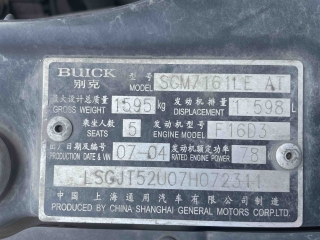 BUICK 型号 SGM7161LE AT
别克 MODEL
最大设计总质量 1595 kg 发动机排量 1.598 L
GROSS WEIGHT DISPLACEMENT
乘坐人数 5 发动机型号 F16D3
SEATS ENGINE MODEL
出厂日期及编号 07-04 发动机额定功率 78
PRODUCTION DATE & VIN RATED ENGINE POWER
LSGJT52U07H072311
中国 上海通用汽车有限公司制造
PRODUCED BY CHINA SHANGHAI GENERAL MOTORS CORP.LTD.